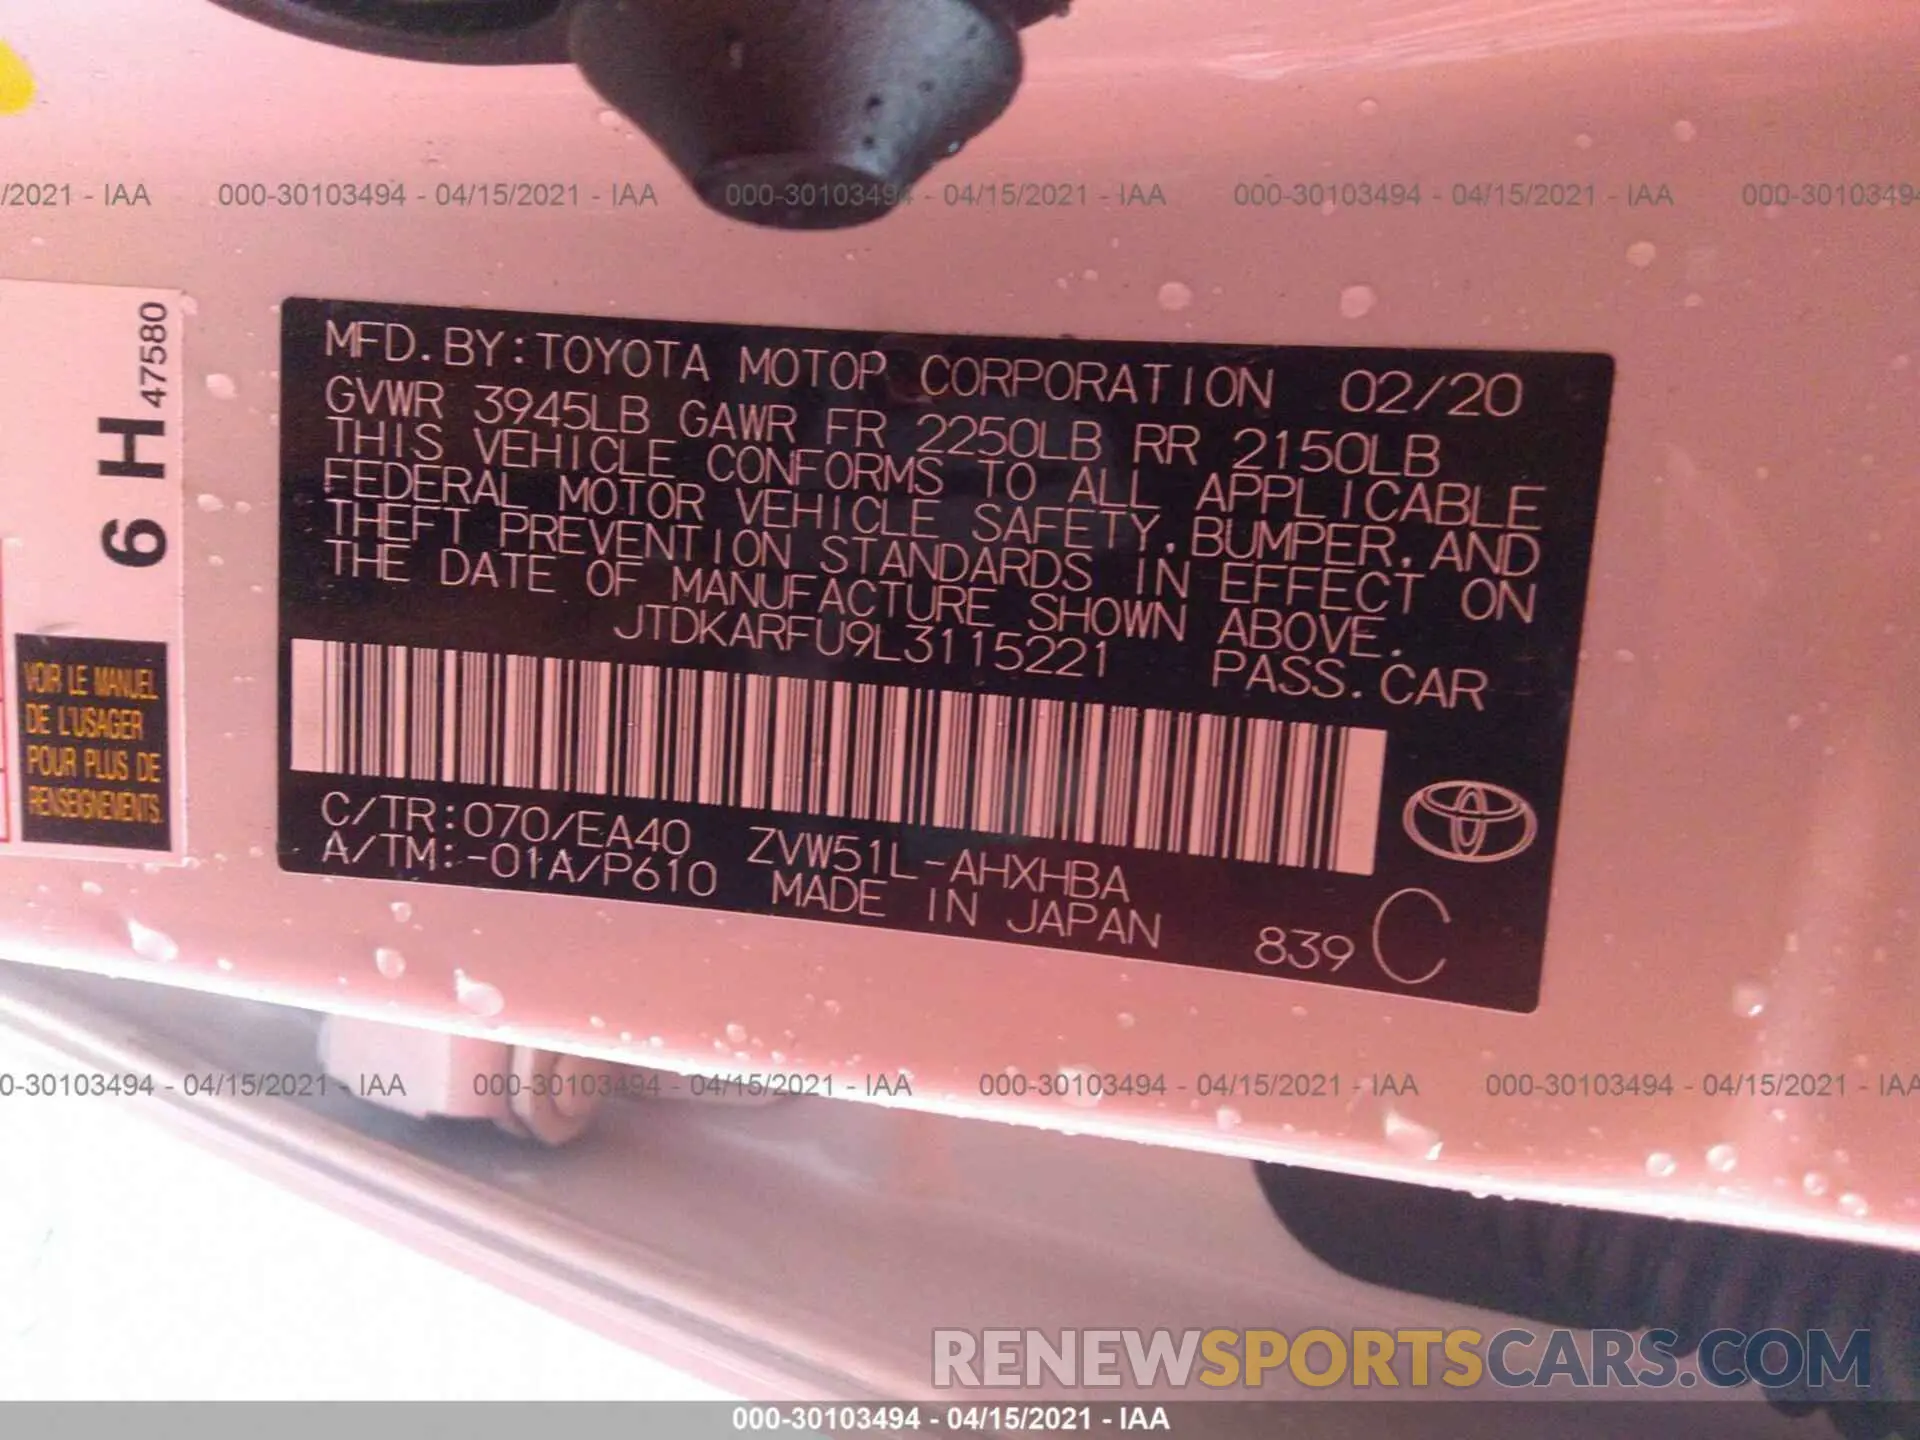 /2021 - IAA 000-30103494 - 04/15/2021 - IAA 000-30103494 - 04/15/2021 - IAA 000-30103494 - 04/15/2021 - IAA 000-3010349
6 H 47580
VOIR LE MANUEL
DE L'USAGER
POUR PLUS DE
RENSEIGNEMENTS.
MFD. BY: TOYOTA MOTOR CORPORATION 02/20
GVWR 3945LB GAWR FR 2250LB RR 2150LB
THIS VEHICLE CONFORMS TO ALL APPLICABLE
FEDERAL MOTOR VEHICLE SAFETY, BUMPER, AND
THEFT PREVENTION STANDARDS IN EFFECT ON
THE DATE OF MANUFACTURE SHOWN ABOVE.
JTDKARFU9L3115221 PASS. CAR
C/TR: 070/EA40 ZVW51L-AHXHBA
A/TM: -01A/P610 MADE IN JAPAN 839 C
0-30103494 - 04/15/2021 - IAA 000-30103494 - 04/15/2021 - IAA 000-30103494 - 04/15/2021 - IAA 000-30103494 - 04/15/2021 - IAA
RENEWSPORTSCARS.COM
000-30103494 - 04/15/2021 - IAA